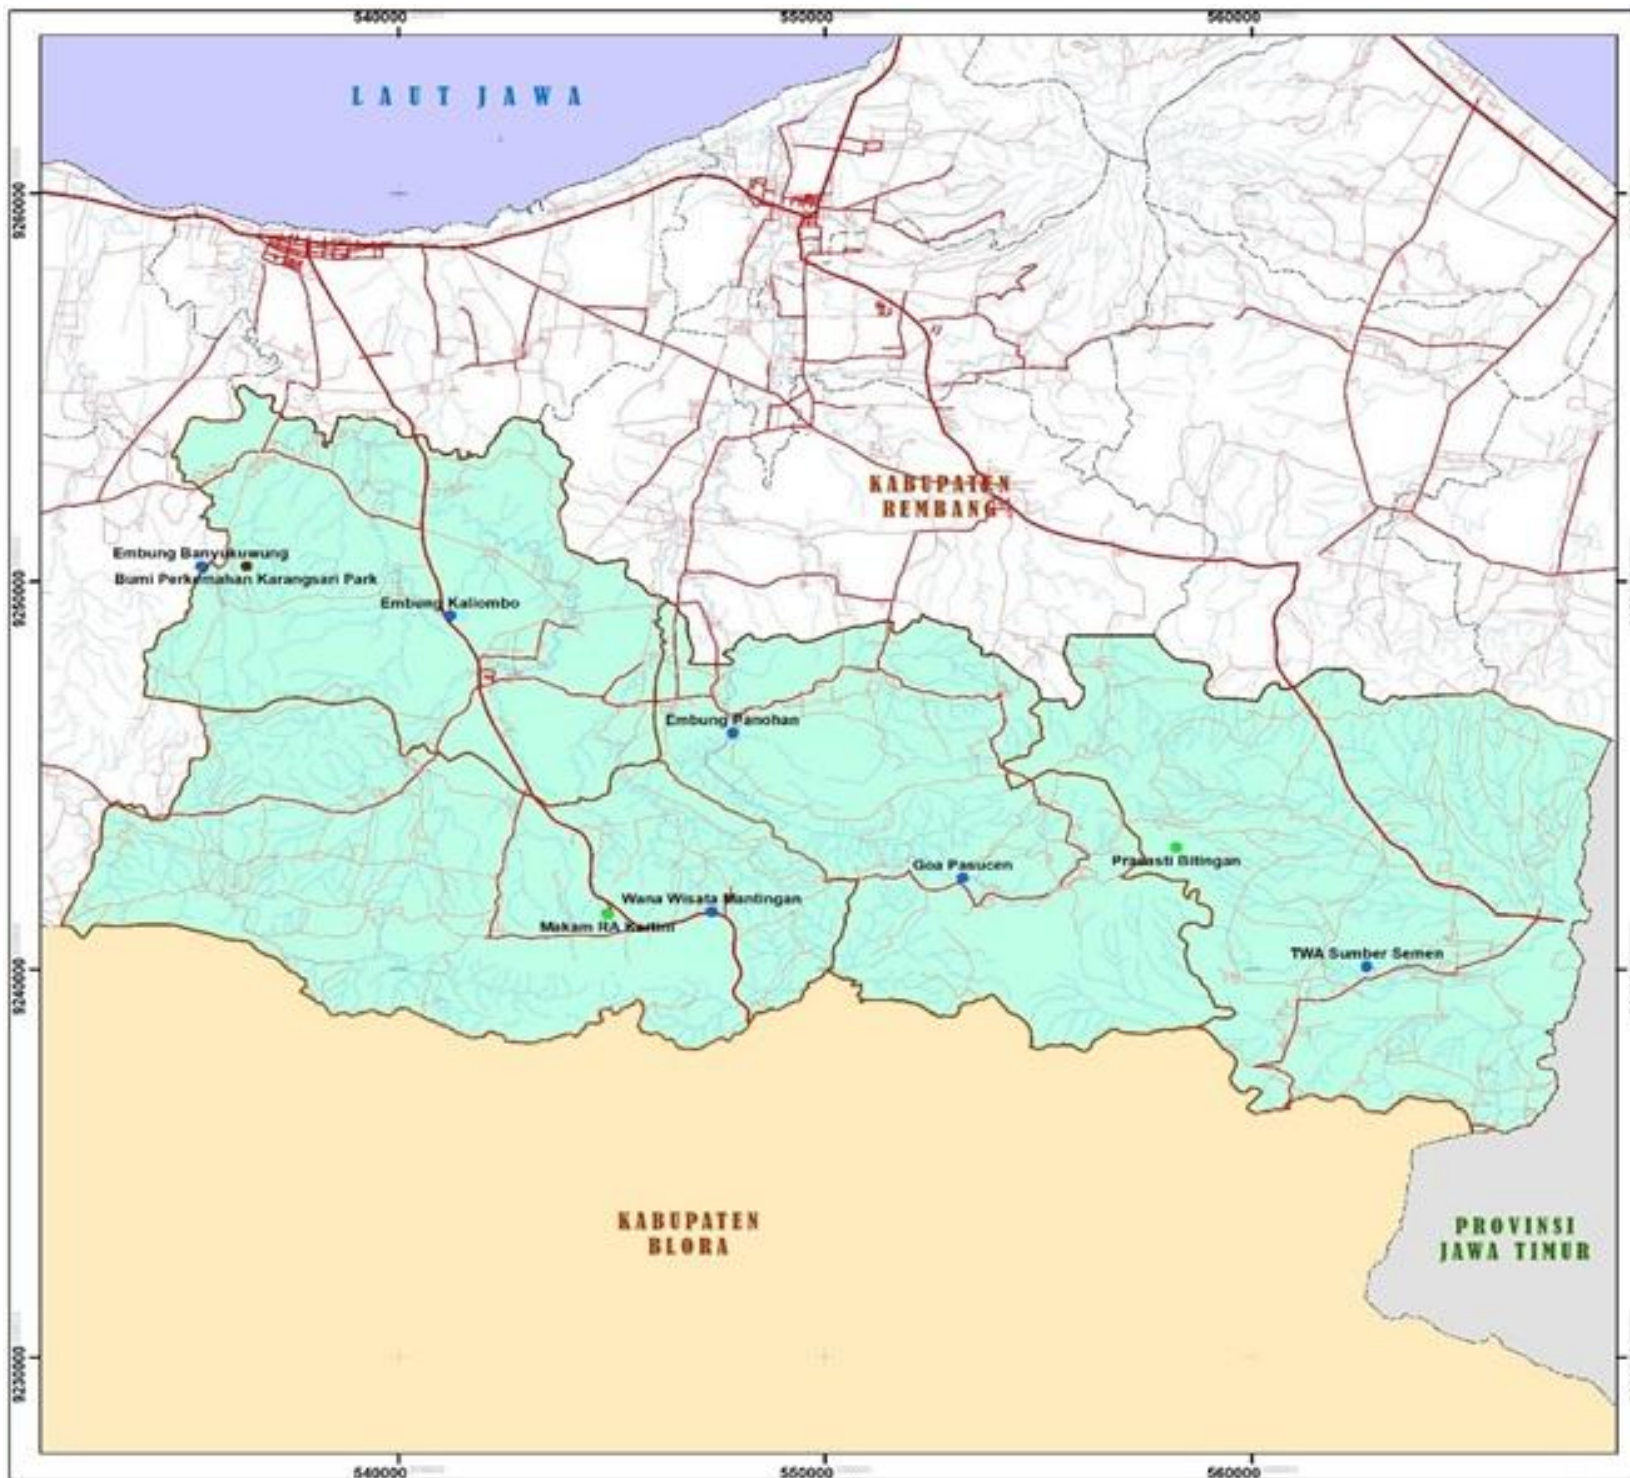 540000
550000
560000
LAUT JAWA
9260000
KABUPATEN
REMBANG
Embung Banyukuwung
Bumi Perkemahan Karangsari Park
9250000
Embung Kaliombo
Embung Panohan
Prasasti Bitingan
Goa Pasucen
Wana Wisata Mantingan
Makam RA Kartini
TWA Sumber Semen
9240000
KABUPATEN
BLORA
PROVINSI
JAWA TIMUR
9230000
540000
550000
560000